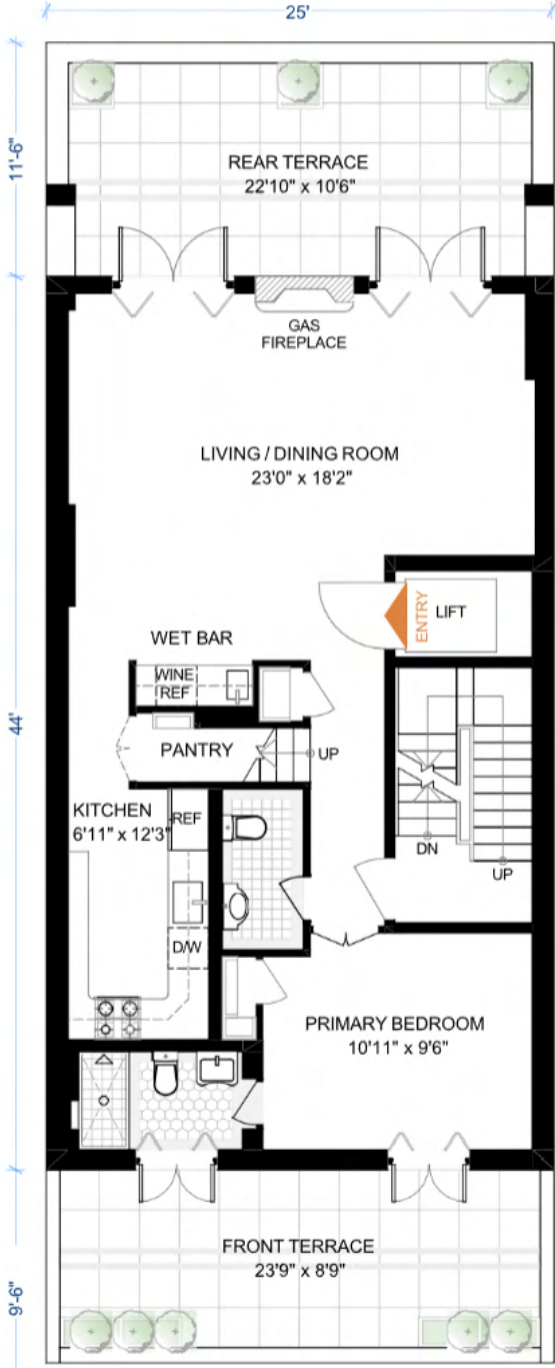 25'
11'-6"
REAR TERRACE
22'10" x 10'6"
GAS
FIREPLACE
LIVING / DINING ROOM
23'0" x 18'2"
ENTRY
LIFT
WET BAR
WINE
REF
44'
PANTRY
UP
KITCHEN
6'11" x 12'3"
REF
DN
UP
D/W
PRIMARY BEDROOM
10'11" x 9'6"
FRONT TERRACE
23'9" x 8'9"
9'-6"